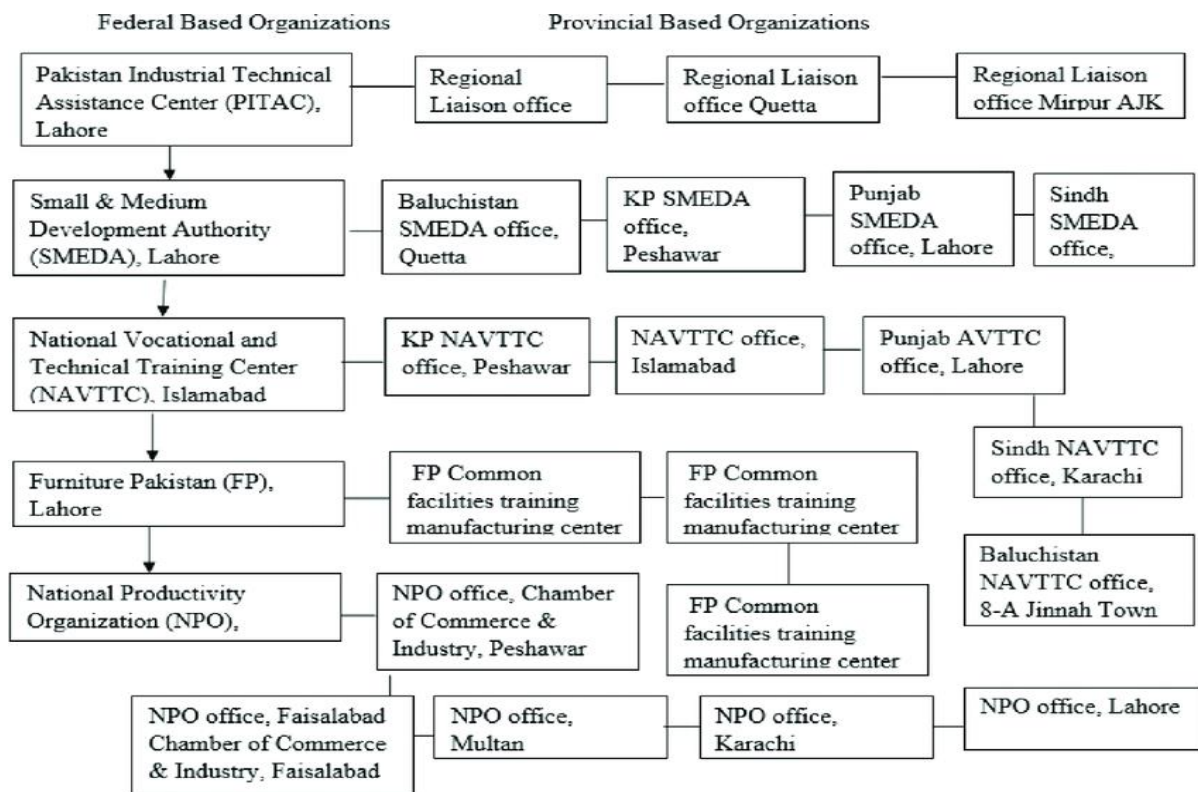 Federal Based Organizations
Provincial Based Organizations
Pakistan Industrial Technical
Assistance Center (PITAC),
Lahore
Regional
Liaison office
Regional Liaison
office Quetta
Regional Liaison
office Mirpur AJK
Small & Medium
Development Authority
(SMEDA), Lahore
Baluchistan
SMEDA office,
Quetta
KP SMEDA
office,
Peshawar
Punjab
SMEDA
office, Lahore
Sindh
SMEDA
office,
National Vocational and
Technical Training Center
(NAVTTC), Islamabad
KP NAVTTC
office, Peshawar
NAVTTC office,
Islamabad
Punjab AVTTC
office, Lahore
Sindh NAVTTC
office, Karachi
Baluchistan
NAVTTC office,
8-A Jinnah Town
Furniture Pakistan (FP),
Lahore
FP Common
facilities training
manufacturing center
FP Common
facilities training
manufacturing center
FP Common
facilities training
manufacturing center
National Productivity
Organization (NPO),
NPO office, Chamber
of Commerce &
Industry, Peshawar
NPO office, Faisalabad
Chamber of Commerce
& Industry, Faisalabad
NPO office,
Multan
NPO office,
Karachi
NPO office, Lahore